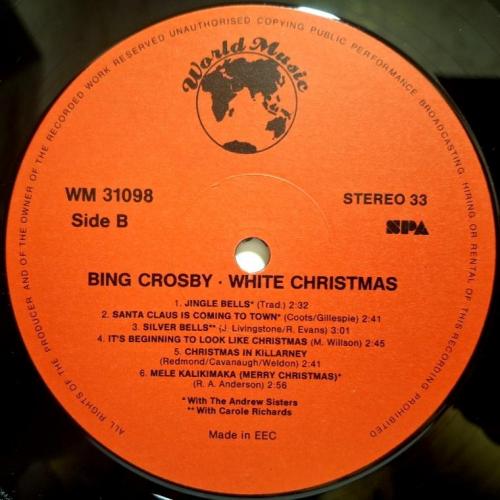 ALL RIGHTS OF THE PRODUCER AND OF THE OWNER OF THE RECORDED WORK RESERVED UNAUTHORISED COPYING PUBLIC PERFORMANCE BROADCASTING HIRING OR RENTAL OF THIS RECORDING PROHIBITED
World Music
WM 31098
STEREO 33
Side B
SPA
BING CROSBY · WHITE CHRISTMAS
1. JINGLE BELLS* (Trad.) 2:32
2. SANTA CLAUS IS COMING TO TOWN* (Coots/Gillespie) 2:41
3. SILVER BELLS** (J. Livingstone/R. Evans) 3:01
4. IT'S BEGINNING TO LOOK LIKE CHRISTMAS (M. Willson) 2:45
5. CHRISTMAS IN KILLARNEY
(Redmond/Cavanaugh/Weldon) 2:41
6. MELE KALIKIMAKA (MERRY CHRISTMAS)*
(R. A. Anderson) 2:56
* With The Andrew Sisters
** With Carole Richards
Made in EEC